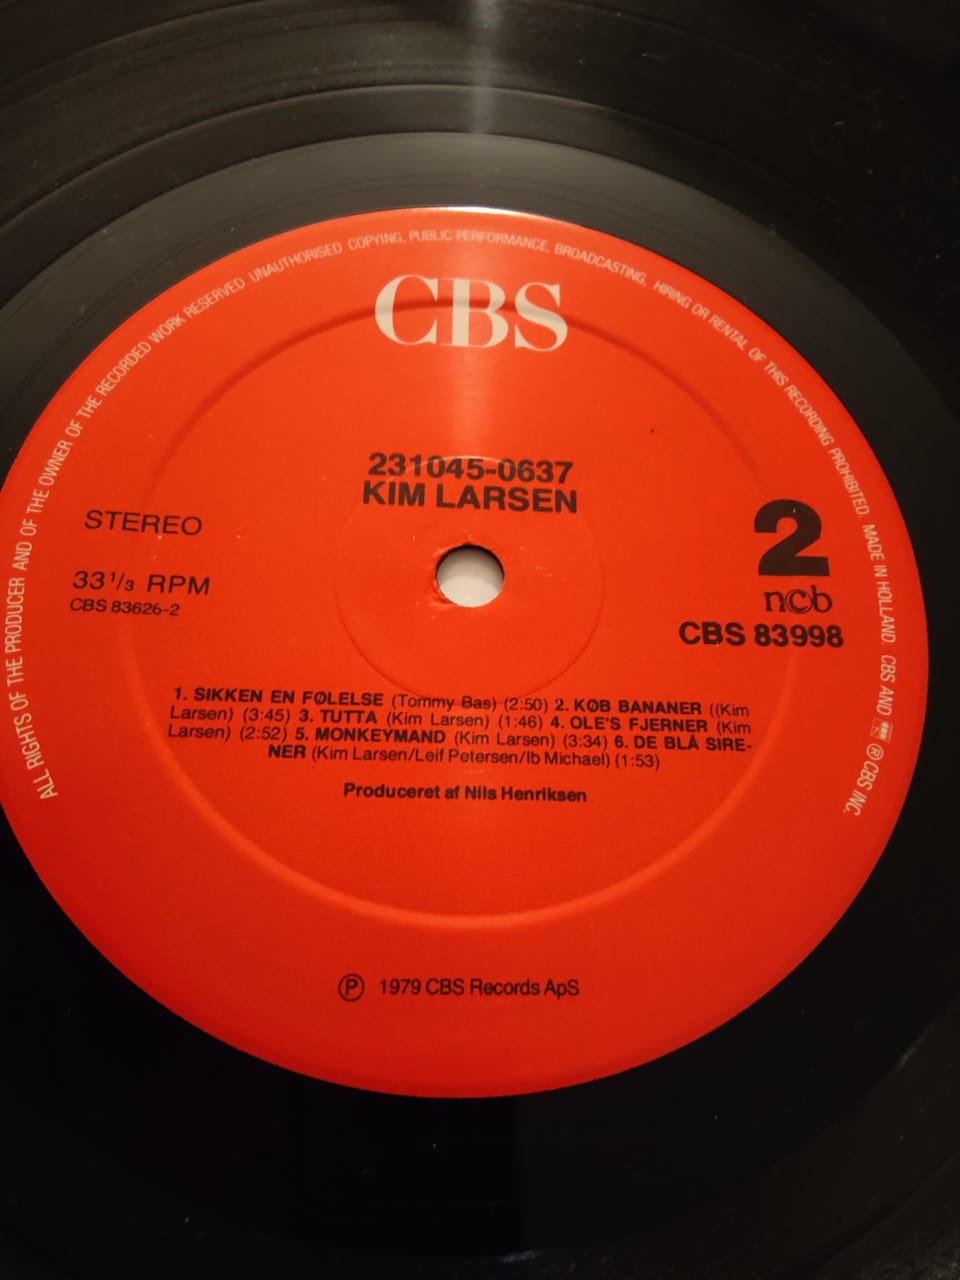 ALL RIGHTS OF THE PRODUCER AND OF THE OWNER OF THE RECORDED WORK RESERVED. UNAUTHORISED COPYING, PUBLIC PERFORMANCE, BROADCASTING, HIRING OR RENTAL OF THIS RECORDING PROHIBITED. MADE IN HOLLAND. CBS AND ® CBS INC.
CBS
231045-0637
KIM LARSEN
STEREO
33 1/3 RPM
CBS 83626-2
2
ncb
CBS 83998
1. SIKKEN EN FØLELSE (Tommy Bas) (2:50) 2. KØB BANANER ((Kim
Larsen) (3:45) 3. TUTTA (Kim Larsen) (1:46) 4. OLE'S FJERNER (Kim
Larsen) (2:52) 5. MONKEYMAND (Kim Larsen) (3:34) 6. DE BLÅ SIRE-
NER (Kim Larsen/Leif Petersen/Ib Michael) (1:53)
Produceret af Nils Henriksen
Ⓟ 1979 CBS Records ApS